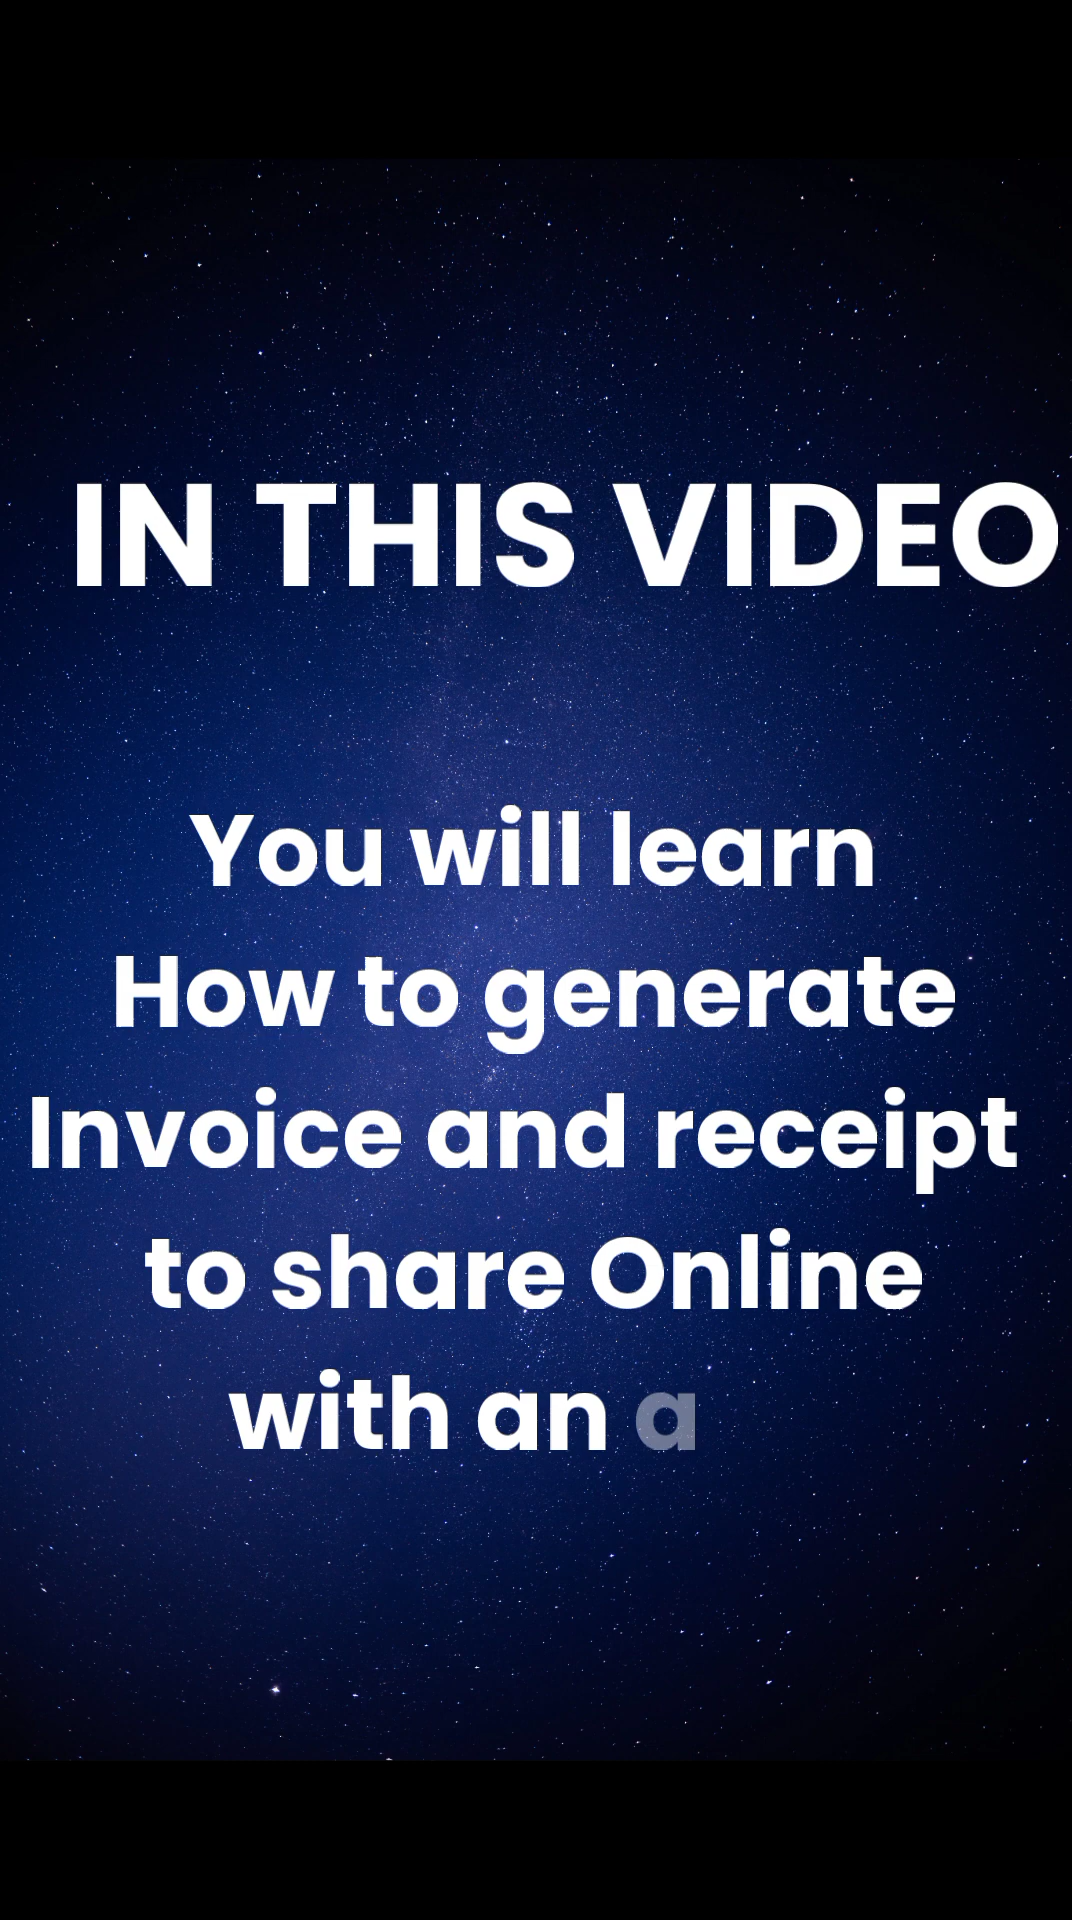 IN THIS VIDEO
You will learn
How to generate
Invoice and receipt
to share Online
with an a